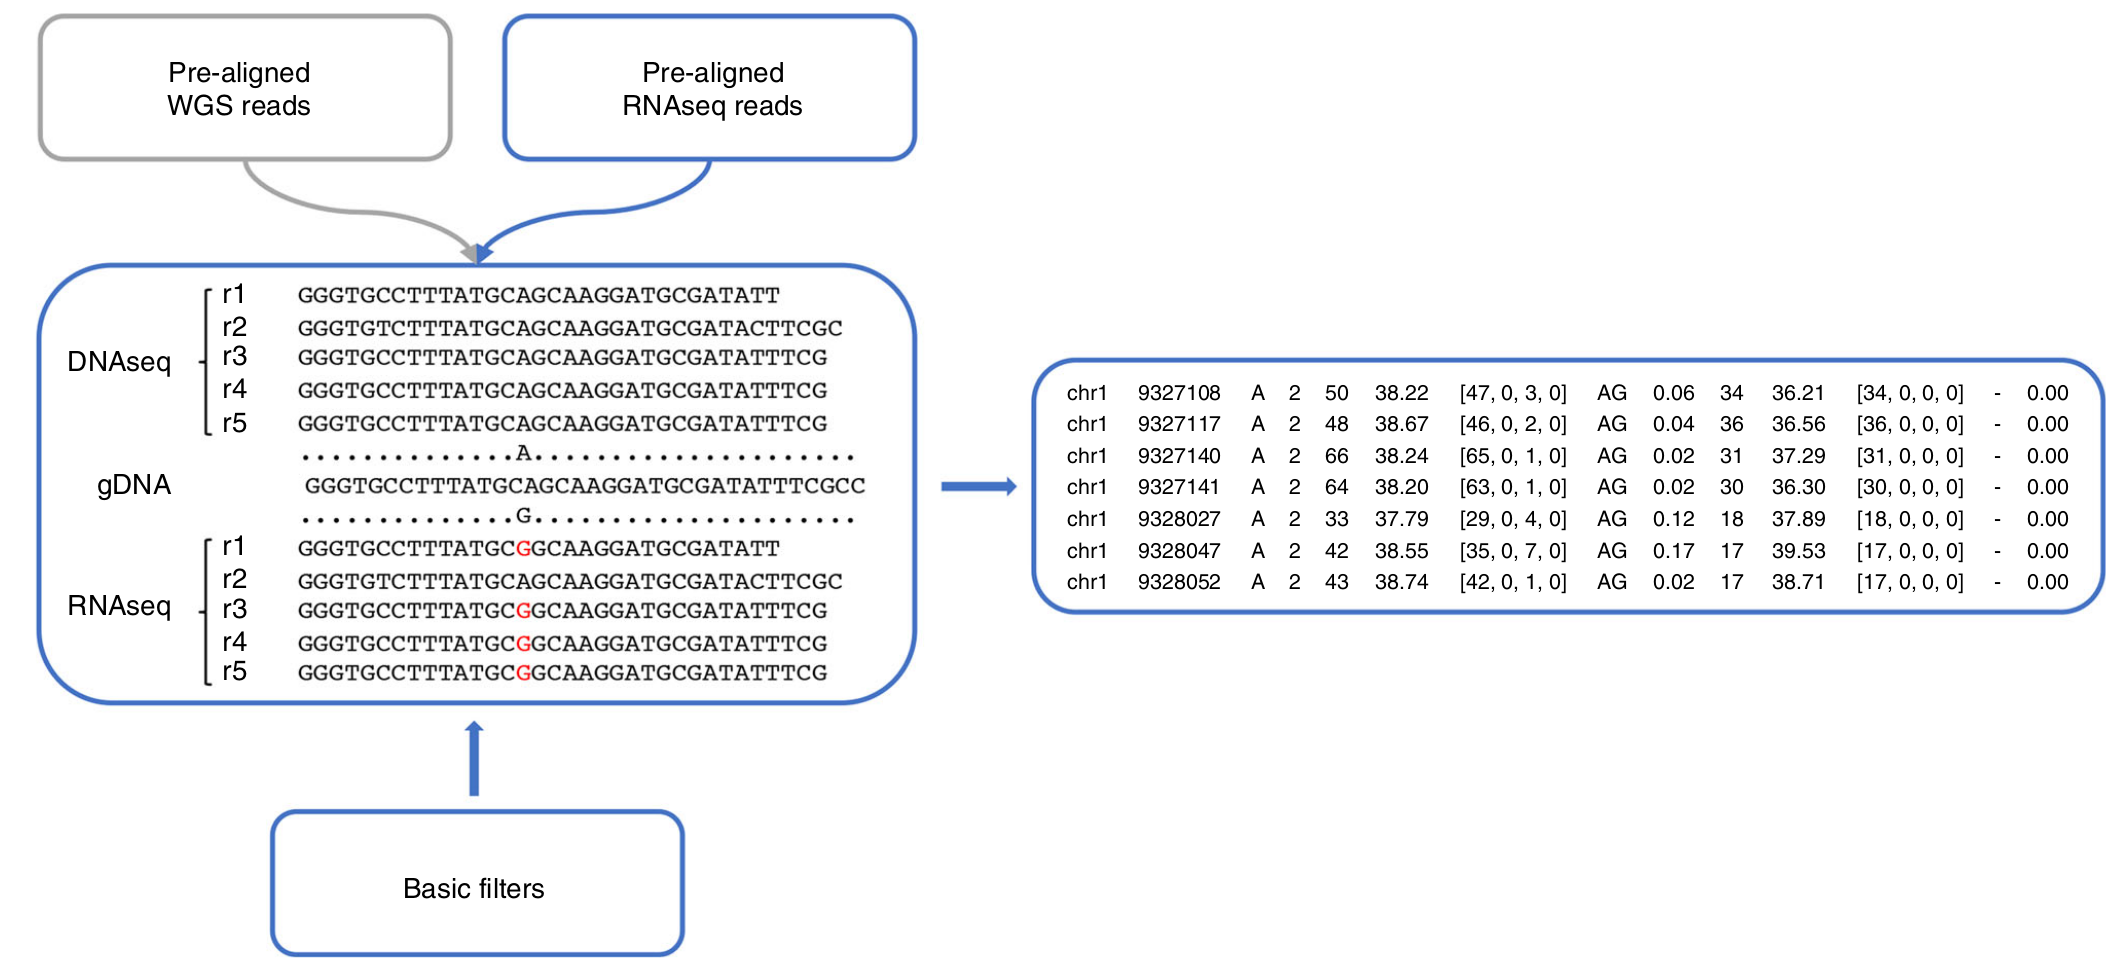 Pre-aligned
WGS reads
Pre-aligned
RNAseq reads
DNAseq
r1 GGGTGCCTTTATGCAGCAAGGATGCGATATT
r2 GGGTGTCTTTATGCAGCAAGGATGCGATACTTCGC
r3 GGGTGCCTTTATGCAGCAAGGATGCGATATTTCG
r4 GGGTGCCTTTATGCAGCAAGGATGCGATATTTCG
r5 GGGTGCCTTTATGCAGCAAGGATGCGATATTTCG
..............A.....................
gDNA GGGTGCCTTTATGCAGCAAGGATGCGATATTTCGCC
..............G.....................
RNAseq
r1 GGGTGCCTTTATGCGGCAAGGATGCGATATT
r2 GGGTGTCTTTATGCAGCAAGGATGCGATACTTCGC
r3 GGGTGCCTTTATGCGGCAAGGATGCGATATTTCG
r4 GGGTGCCTTTATGCGGCAAGGATGCGATATTTCG
r5 GGGTGCCTTTATGCGGCAAGGATGCGATATTTCG
Basic filters
chr1 9327108 A 2 50 38.22 [47, 0, 3, 0] AG 0.06 34 36.21 [34, 0, 0, 0] - 0.00
chr1 9327117 A 2 48 38.67 [46, 0, 2, 0] AG 0.04 36 36.56 [36, 0, 0, 0] - 0.00
chr1 9327140 A 2 66 38.24 [65, 0, 1, 0] AG 0.02 31 37.29 [31, 0, 0, 0] - 0.00
chr1 9327141 A 2 64 38.20 [63, 0, 1, 0] AG 0.02 30 36.30 [30, 0, 0, 0] - 0.00
chr1 9328027 A 2 33 37.79 [29, 0, 4, 0] AG 0.12 18 37.89 [18, 0, 0, 0] - 0.00
chr1 9328047 A 2 42 38.55 [35, 0, 7, 0] AG 0.17 17 39.53 [17, 0, 0, 0] - 0.00
chr1 9328052 A 2 43 38.74 [42, 0, 1, 0] AG 0.02 17 38.71 [17, 0, 0, 0] - 0.00